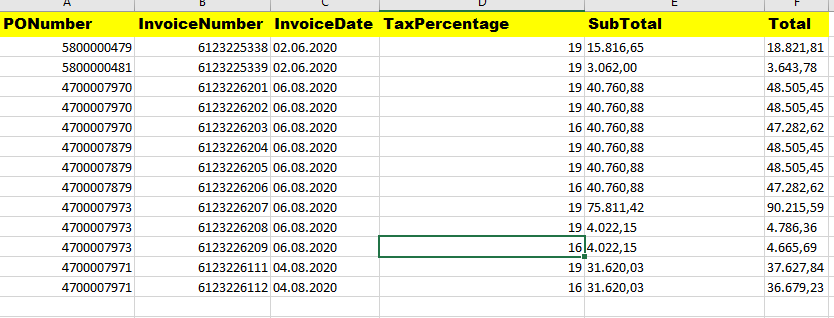 A B C D E F
PONumber InvoiceNumber InvoiceDate TaxPercentage SubTotal Total
5800000479 6123225338 02.06.2020 19 15.816,65 18.821,81
5800000481 6123225339 02.06.2020 19 3.062,00 3.643,78
4700007970 6123226201 06.08.2020 19 40.760,88 48.505,45
4700007970 6123226202 06.08.2020 19 40.760,88 48.505,45
4700007970 6123226203 06.08.2020 16 40.760,88 47.282,62
4700007879 6123226204 06.08.2020 19 40.760,88 48.505,45
4700007879 6123226205 06.08.2020 19 40.760,88 48.505,45
4700007879 6123226206 06.08.2020 16 40.760,88 47.282,62
4700007973 6123226207 06.08.2020 19 75.811,42 90.215,59
4700007973 6123226208 06.08.2020 19 4.022,15 4.786,36
4700007973 6123226209 06.08.2020 16 4.022,15 4.665,69
4700007971 6123226111 04.08.2020 19 31.620,03 37.627,84
4700007971 6123226112 04.08.2020 16 31.620,03 36.679,23